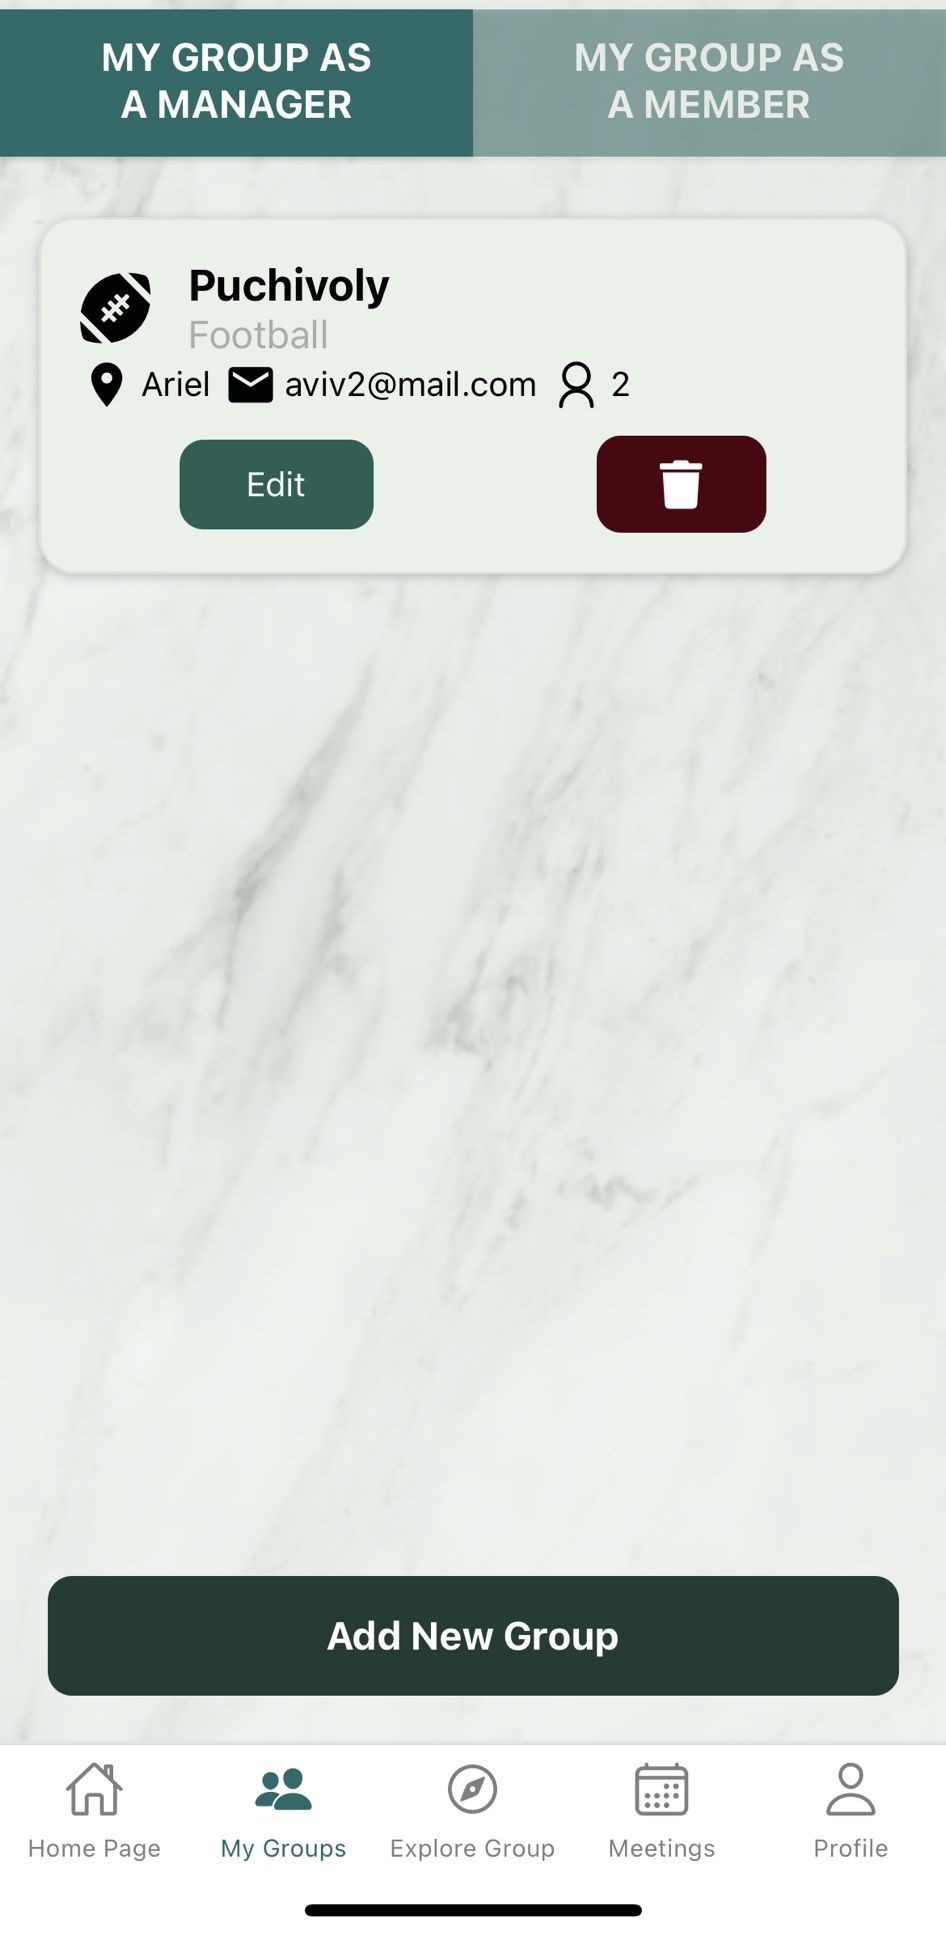 MY GROUP AS
A MANAGER
MY GROUP AS
A MEMBER
Puchivoly
Football
Ariel aviv2@mail.com 2
Edit
Add New Group
Home Page My Groups Explore Group Meetings Profile